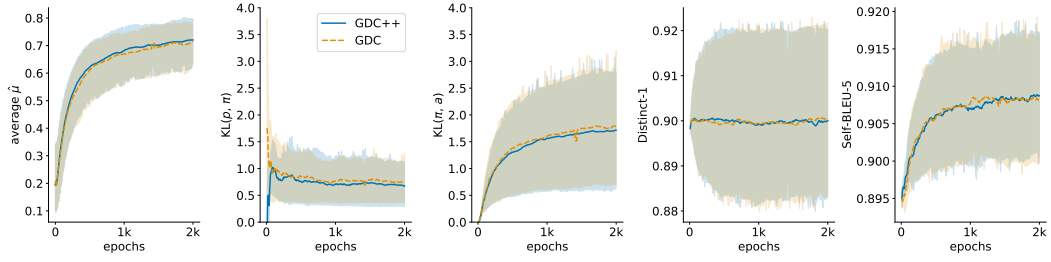 average μ̂
0.8
0.7
0.6
0.5
0.4
0.3
0.2
0.1
0
1k
2k
epochs
KL(p, π)
4.0
3.5
3.0
2.5
2.0
1.5
1.0
0.5
0.0
0
1k
2k
epochs
GDC++
GDC
KL(π, a)
4.0
3.5
3.0
2.5
2.0
1.5
1.0
0.5
0.0
0
1k
2k
epochs
Distinct-1
0.92
0.91
0.90
0.89
0.88
0
1k
2k
epochs
Self-BLEU-5
0.920
0.915
0.910
0.905
0.900
0.895
0
1k
2k
epochs